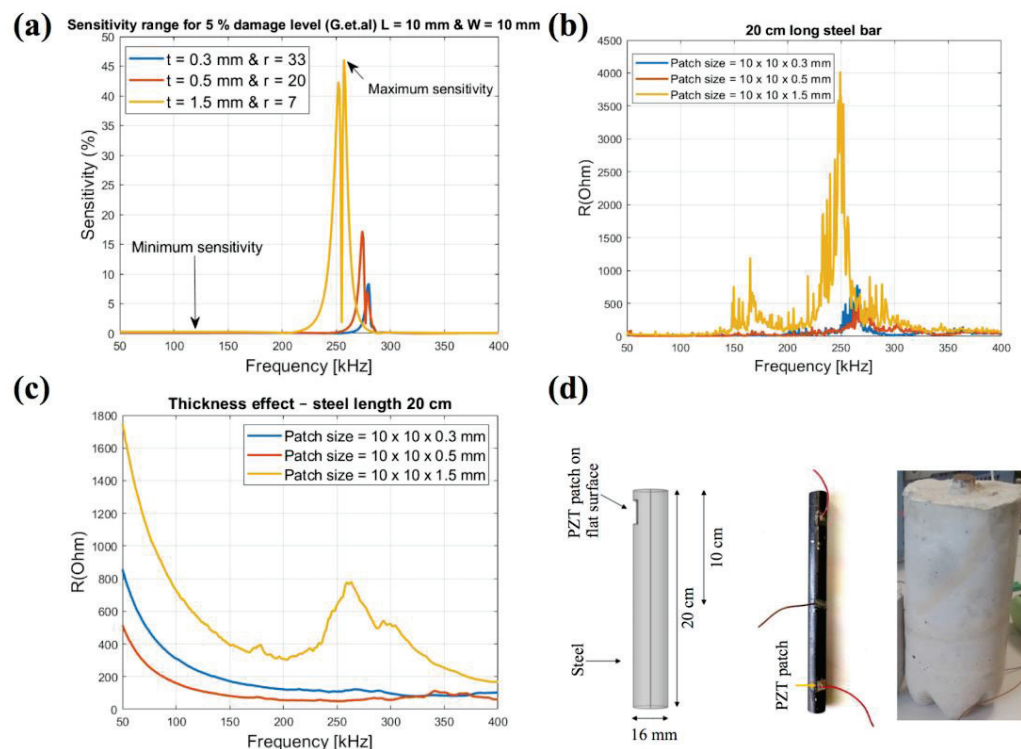 (a)
Sensitivity range for 5 % damage level (G.et.al) L = 10 mm & W = 10 mm
50
45
40
35
30
25
20
15
10
5
0
Sensitivity (%)
t = 0.3 mm & r = 33
t = 0.5 mm & r = 20
t = 1.5 mm & r = 7
Maximum sensitivity
Minimum sensitivity
50 100 150 200 250 300 350 400
Frequency [kHz]
(b)
20 cm long steel bar
4500
4000
3500
3000
2500
2000
1500
1000
500
0
R(Ohm)
Patch size = 10 x 10 x 0.3 mm
Patch size = 10 x 10 x 0.5 mm
Patch size = 10 x 10 x 1.5 mm
50 100 150 200 250 300 350 400
Frequency [kHz]
(c)
Thickness effect – steel length 20 cm
1800
1600
1400
1200
1000
800
600
400
200
0
R(Ohm)
Patch size = 10 x 10 x 0.3 mm
Patch size = 10 x 10 x 0.5 mm
Patch size = 10 x 10 x 1.5 mm
50 100 150 200 250 300 350 400
Frequency [kHz]
(d)
PZT patch on
flat surface
Steel
10 cm
20 cm
16 mm
PZT patch